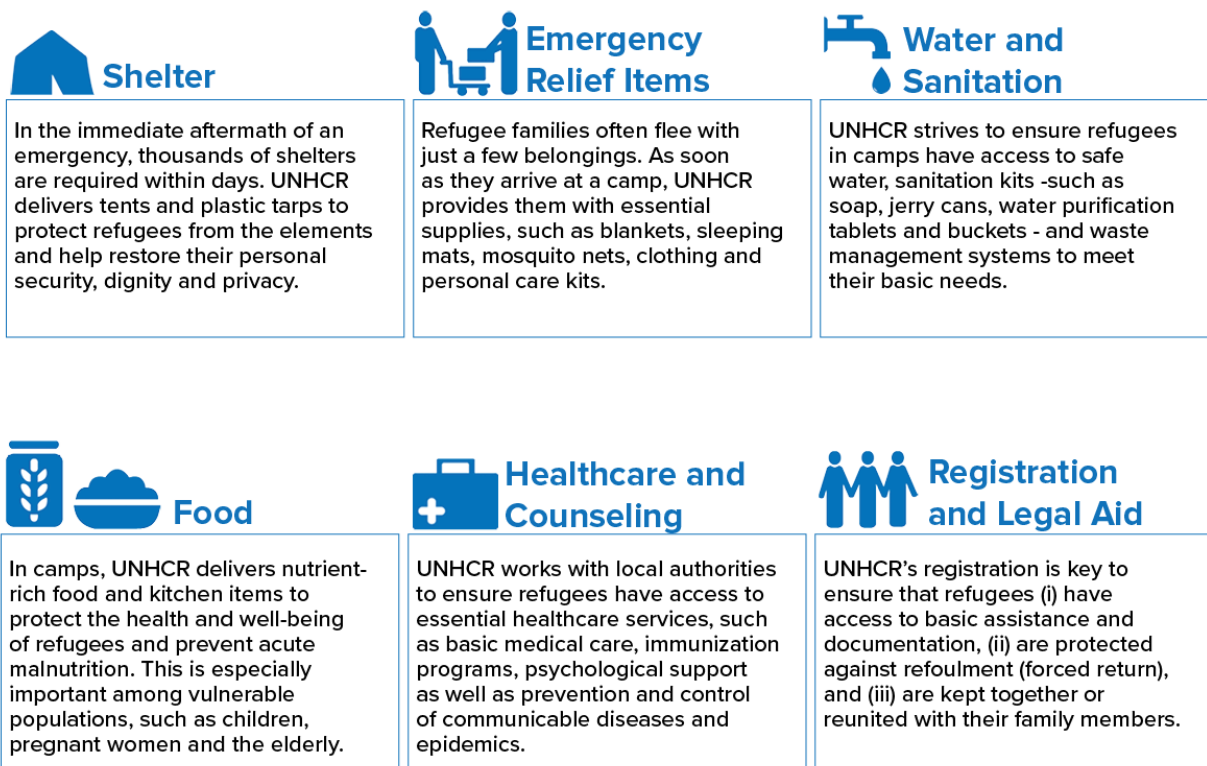 Shelter
In the immediate aftermath of an
emergency, thousands of shelters
are required within days. UNHCR
delivers tents and plastic tarps to
protect refugees from the elements
and help restore their personal
security, dignity and privacy.
Emergency
Relief Items
Refugee families often flee with
just a few belongings. As soon
as they arrive at a camp, UNHCR
provides them with essential
supplies, such as blankets, sleeping
mats, mosquito nets, clothing and
personal care kits.
Water and
Sanitation
UNHCR strives to ensure refugees
in camps have access to safe
water, sanitation kits -such as
soap, jerry cans, water purification
tablets and buckets - and waste
management systems to meet
their basic needs.
Food
In camps, UNHCR delivers nutrient-
rich food and kitchen items to
protect the health and well-being
of refugees and prevent acute
malnutrition. This is especially
important among vulnerable
populations, such as children,
pregnant women and the elderly.
Healthcare and
Counseling
UNHCR works with local authorities
to ensure refugees have access to
essential healthcare services, such
as basic medical care, immunization
programs, psychological support
as well as prevention and control
of communicable diseases and
epidemics.
Registration
and Legal Aid
UNHCR’s registration is key to
ensure that refugees (i) have
access to basic assistance and
documentation, (ii) are protected
against refoulment (forced return),
and (iii) are kept together or
reunited with their family members.